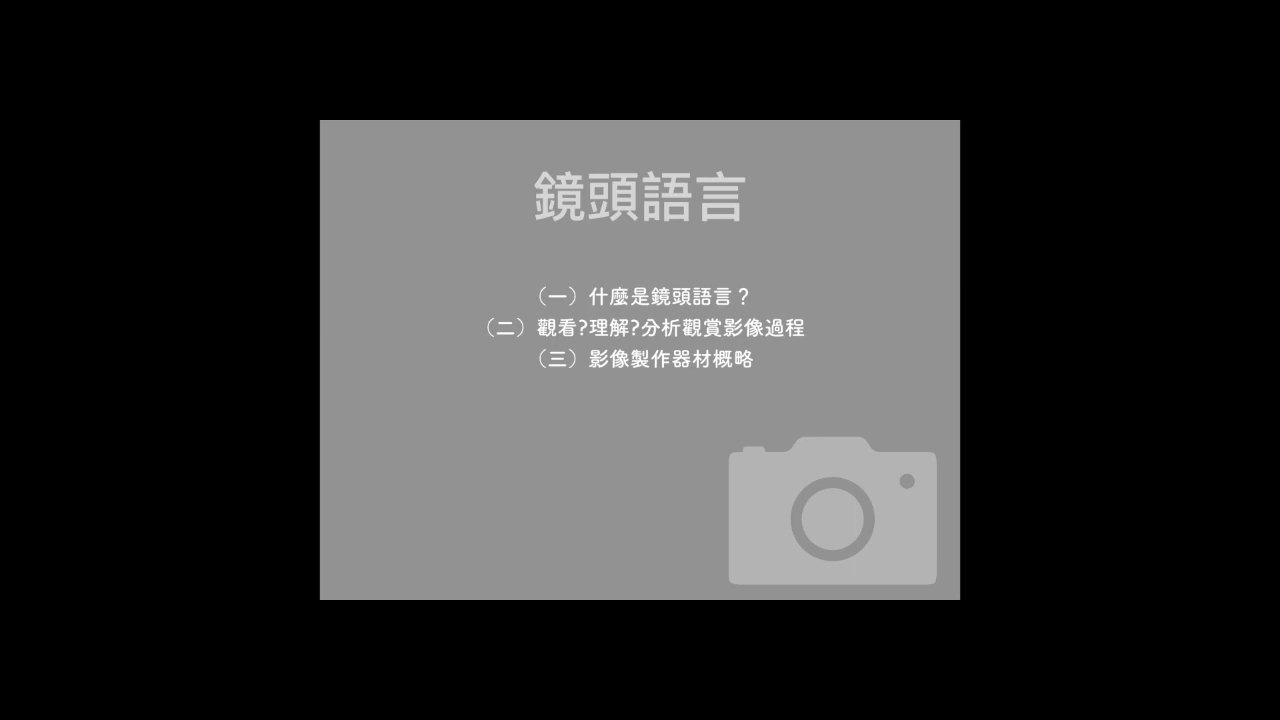 鏡頭語言
（一）什麼是鏡頭語言？
（二）觀看?理解?分析觀賞影像過程
（三）影像製作器材概略